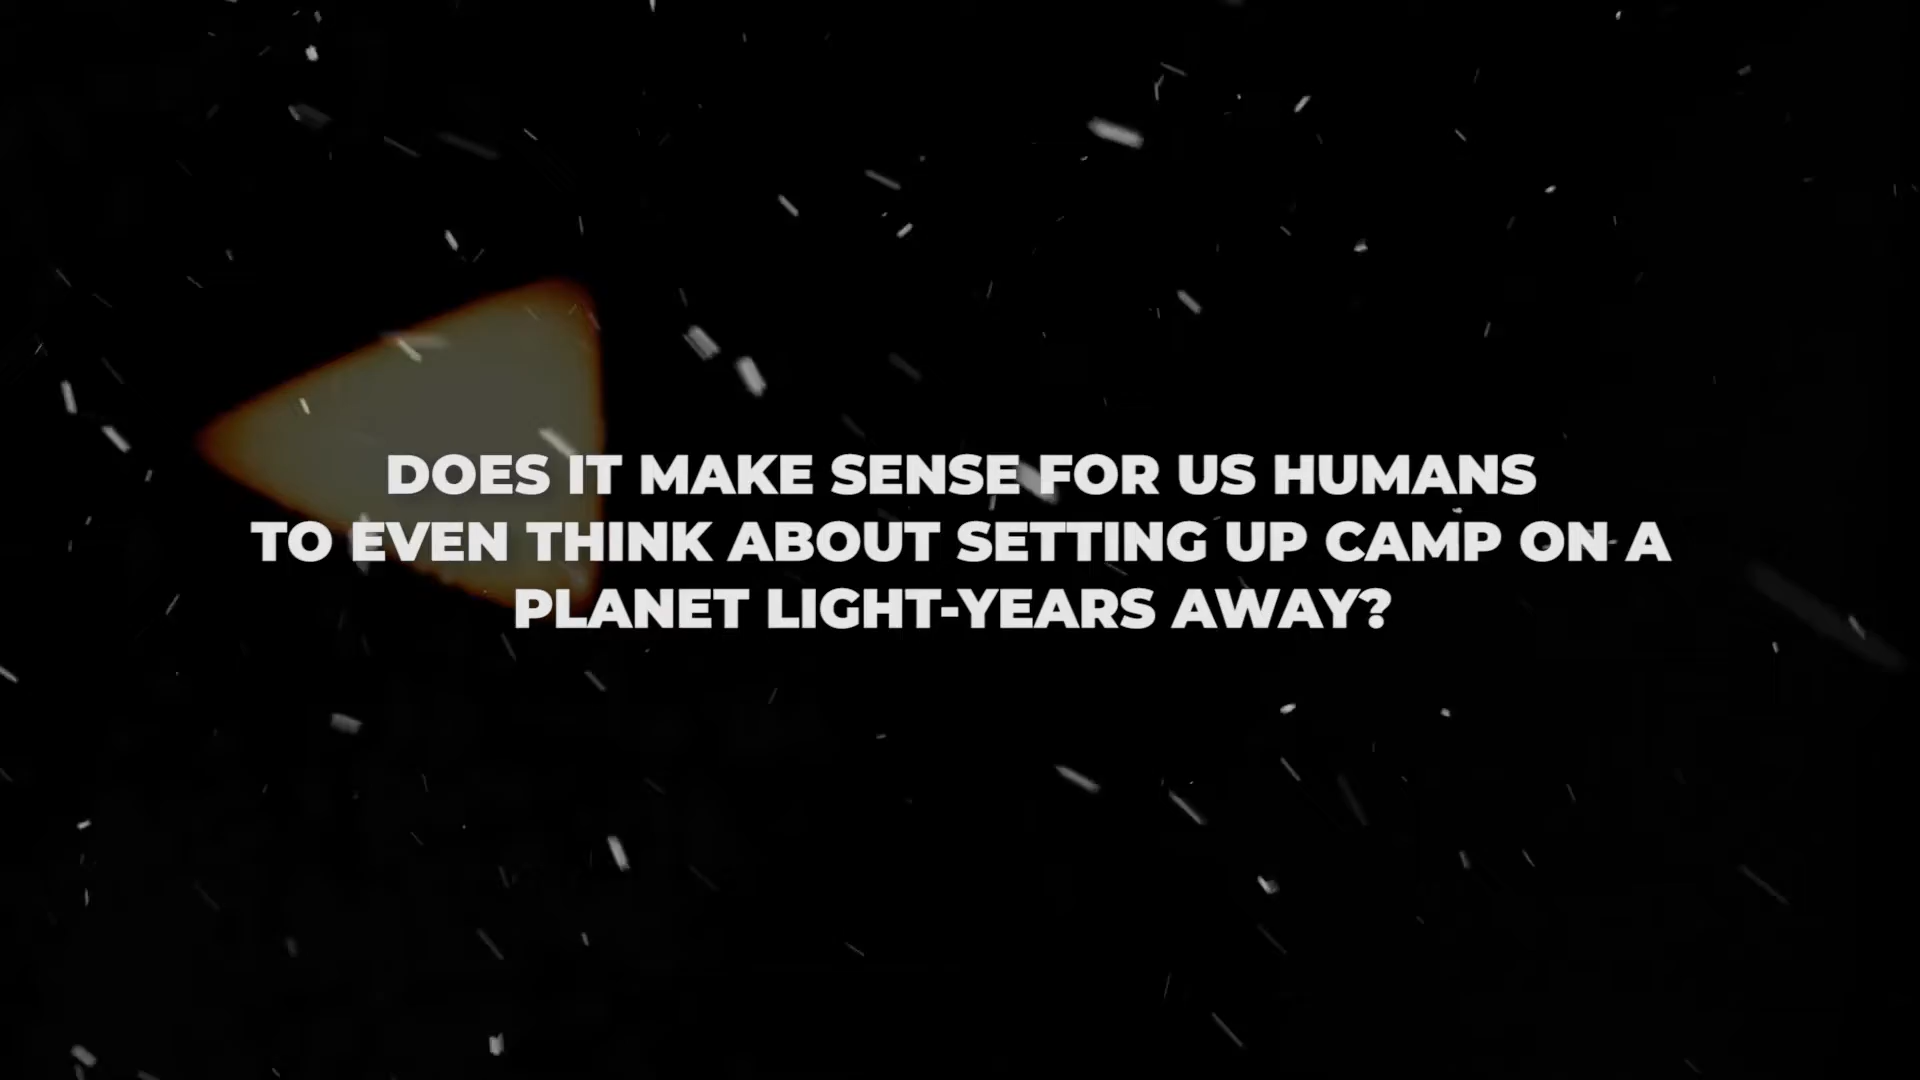 DOES IT MAKE SENSE FOR US HUMANS
TO EVEN THINK ABOUT SETTING UP CAMP ON A
PLANET LIGHT-YEARS AWAY?